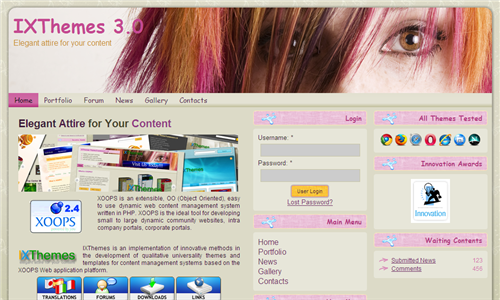 IXThemes 3.0
Elegant attire for your content
Home Portfolio Forum News Gallery Contacts
Elegant Attire for Your Content
XOOPS is an extensible, OO (Object Oriented), easy
to use dynamic web content management system
written in PHP. XOOPS is the ideal tool for developing
small to large dynamic community websites, intra
company portals, corporate portals.
2.4
XOOPS
IXThemes
IXThemes is an implementation of innovative methods in
the development of qualitative universality themes and
templates for content management systems based on the
XOOPS Web application platform.
TRANSLATIONS FORUMS DOWNLOADS LINKS
Login
Username: *
Password: *
User Login
Lost Password?
Main Menu
Home
Portfolio
News
Gallery
Contacts
All Themes Tested
Innovation Awards
Innovation
Waiting Contents
Submitted News 123
Comments 456